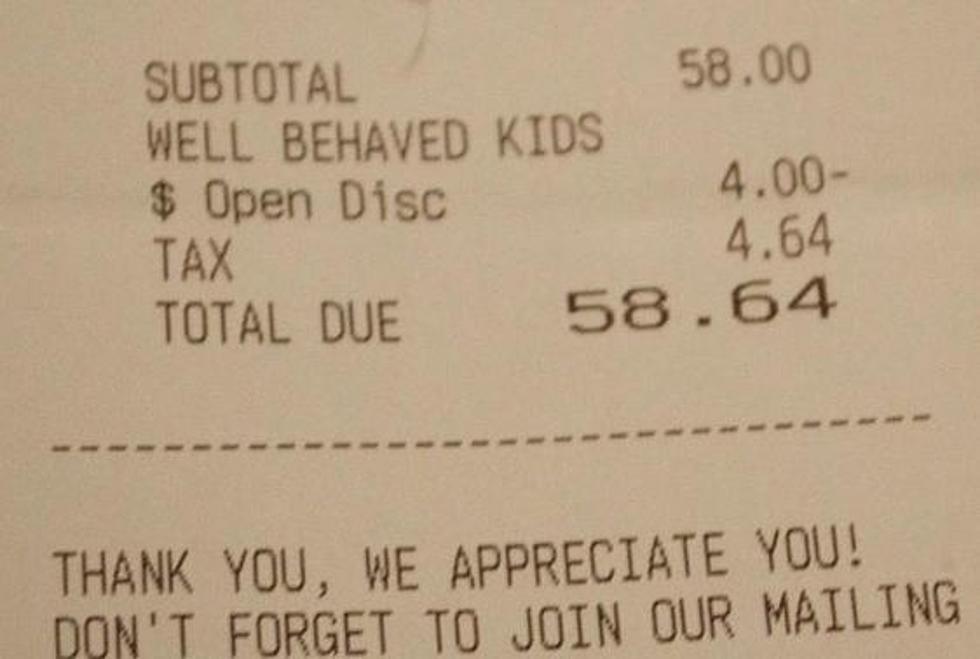 SUBTOTAL 58.00
WELL BEHAVED KIDS
$ Open Disc 4.00-
TAX 4.64
TOTAL DUE 58.64
---------------------------------
THANK YOU, WE APPRECIATE YOU!
DON'T FORGET TO JOIN OUR MAILING